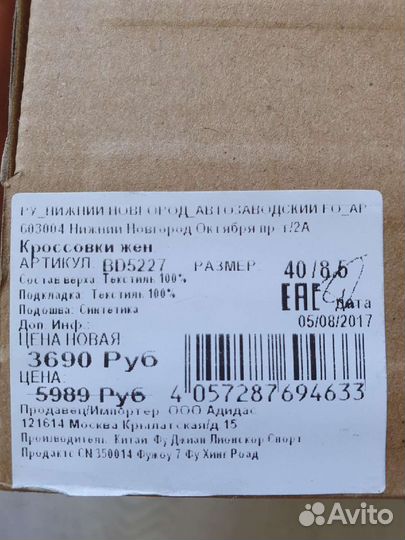 РУ_НИЖНИЙ НОВГОРОД_АВТОЗАВОДСКИЙ FO_АР
603004 Нижний Новгород Октября пр. г/2А
Кроссовки жен
АРТИКУЛ BD5227 РАЗМЕР: 40/8,5
Состав верха Текстиль 100%
Подкладка: Текстиль 100%
Подошва: Синтетика
Доп Инф.:
EAC Дата
05/08/2017
ЦЕНА НОВАЯ
3690 Руб
ЦЕНА:
5989 Руб
4 057287 694633
Продавец/Импортер ООО Адидас
121614 Москва Крылатская/д 15
Производитель: Китай Фу Джиан Лионскор Спорт
Продактс CN 350014 Фужоу 7 Фу Хинг Роад
Avito